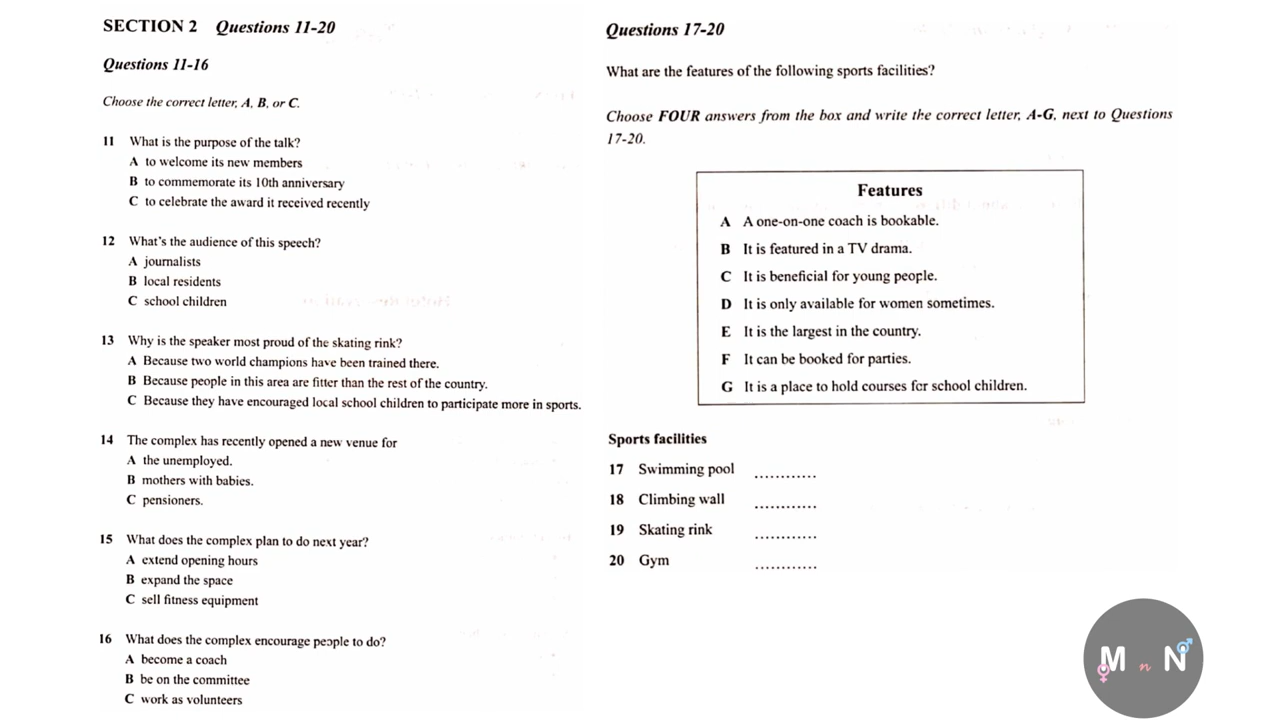 SECTION 2 Questions 11-20
Questions 11-16
Choose the correct letter, A, B, or C.
11 What is the purpose of the talk?
A to welcome its new members
B to commemorate its 10th anniversary
C to celebrate the award it received recently
12 What's the audience of this speech?
A journalists
B local residents
C school children
13 Why is the speaker most proud of the skating rink?
A Because two world champions have been trained there.
B Because people in this area are fitter than the rest of the country.
C Because they have encouraged local school children to participate more in sports.
14 The complex has recently opened a new venue for
A the unemployed.
B mothers with babies.
C pensioners.
15 What does the complex plan to do next year?
A extend opening hours
B expand the space
C sell fitness equipment
16 What does the complex encourage people to do?
A become a coach
B be on the committee
C work as volunteers
Questions 17-20
What are the features of the following sports facilities?
Choose FOUR answers from the box and write the correct letter, A-G, next to Questions
17-20.
Features
A A one-on-one coach is bookable.
B It is featured in a TV drama.
C It is beneficial for young people.
D It is only available for women sometimes.
E It is the largest in the country.
F It can be booked for parties.
G It is a place to hold courses for school children.
Sports facilities
17 Swimming pool ............
18 Climbing wall ............
19 Skating rink ............
20 Gym ............
M n N